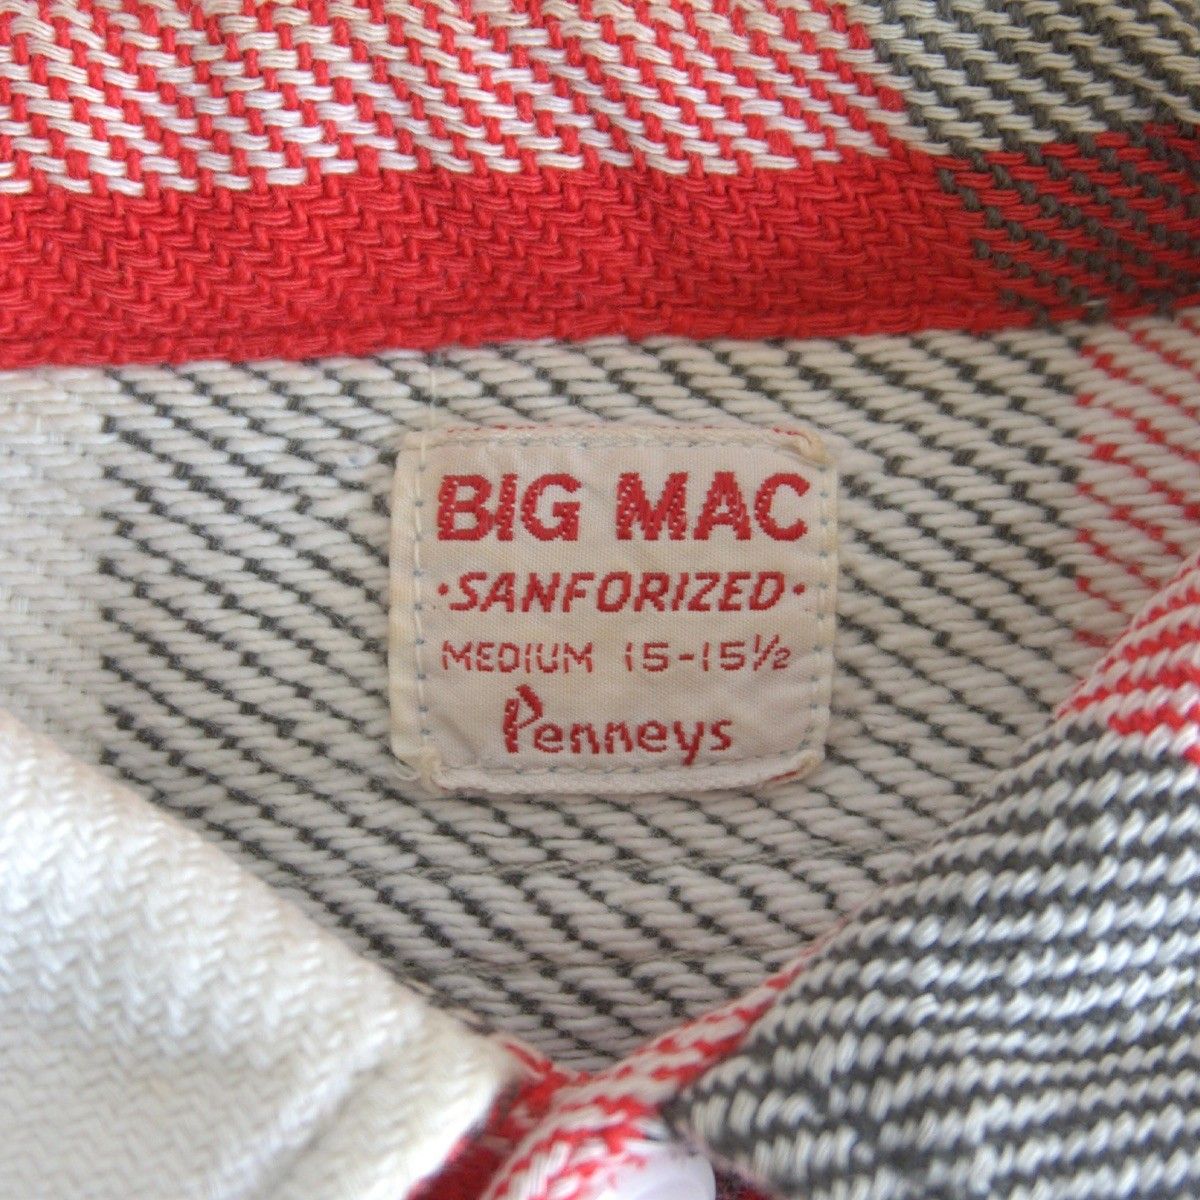 BIG MAC
·SANFORIZED·
MEDIUM 15-15½
Penneys